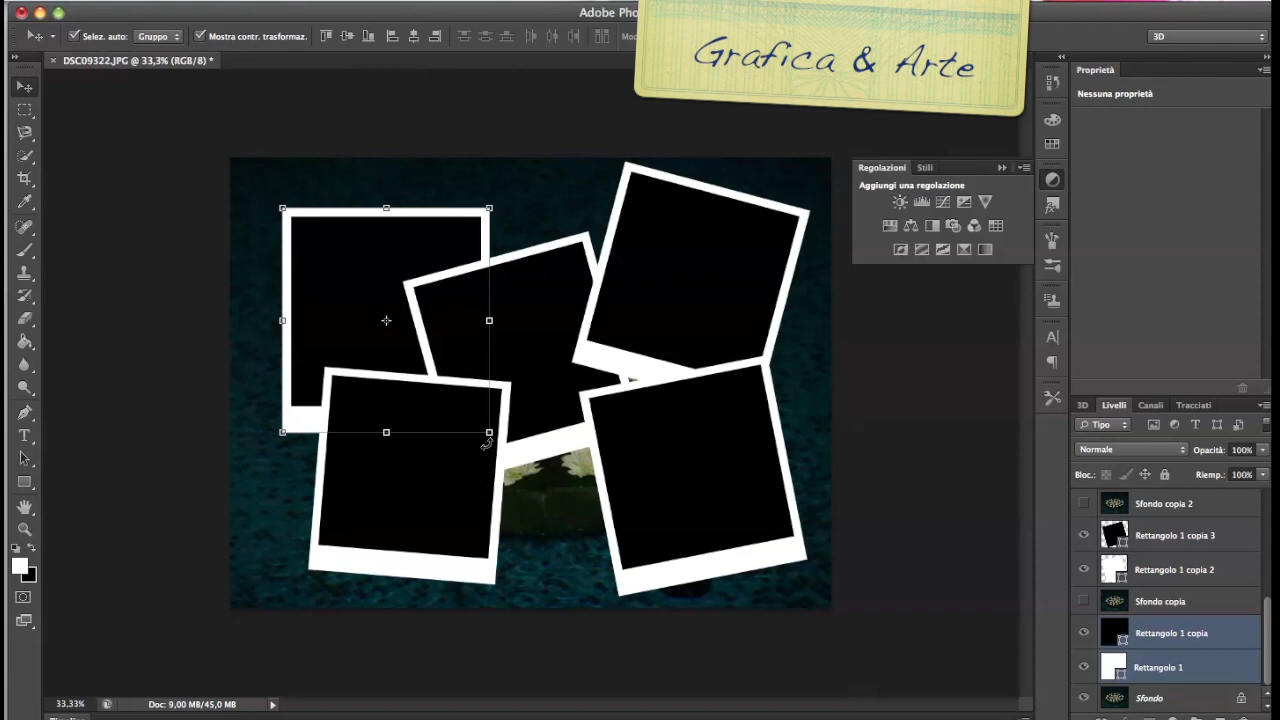 Adobe Pho
Grafica & Arte
Selez. auto: Gruppo
Mostra contr. trasformaz.
3D
× DSC09322.JPG @ 33,3% (RGB/8) *
Proprietà
Nessuna proprietà
Regolazioni Stili
Aggiungi una regolazione
3D Livelli Canali Tracciati
Tipo
Normale Opacità: 100%
Bloc.: Riemp.: 100%
Sfondo copia 2
Rettangolo 1 copia 3
Rettangolo 1 copia 2
Sfondo copia
Rettangolo 1 copia
Rettangolo 1
Sfondo
33,33% Doc: 9,00 MB/45,0 MB